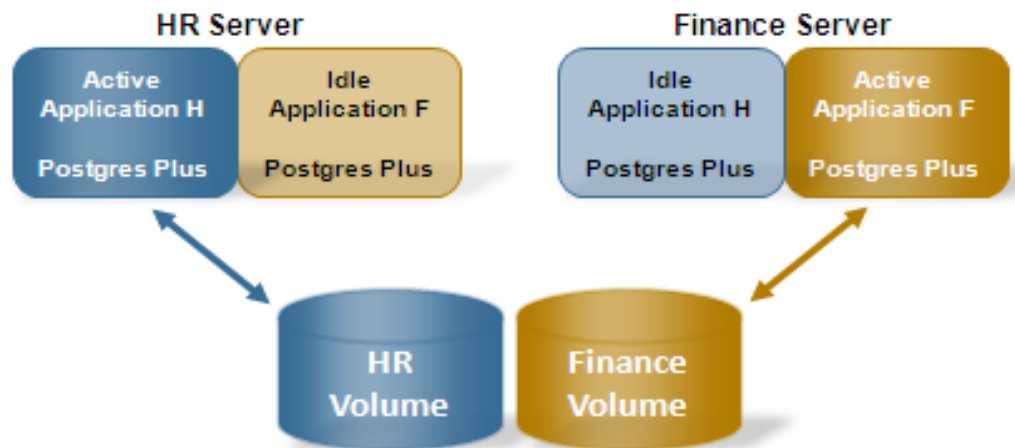 HR Server
Finance Server
Active
Application H
Postgres Plus
Idle
Application F
Postgres Plus
Idle
Application H
Postgres Plus
Active
Application F
Postgres Plus
HR
Volume
Finance
Volume